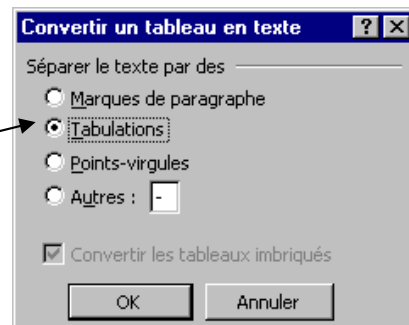 Convertir un tableau en texte
Séparer le texte par des
Marques de paragraphe
Tabulations
Points-virgules
Autres : -
Convertir les tableaux imbriqués
OK Annuler